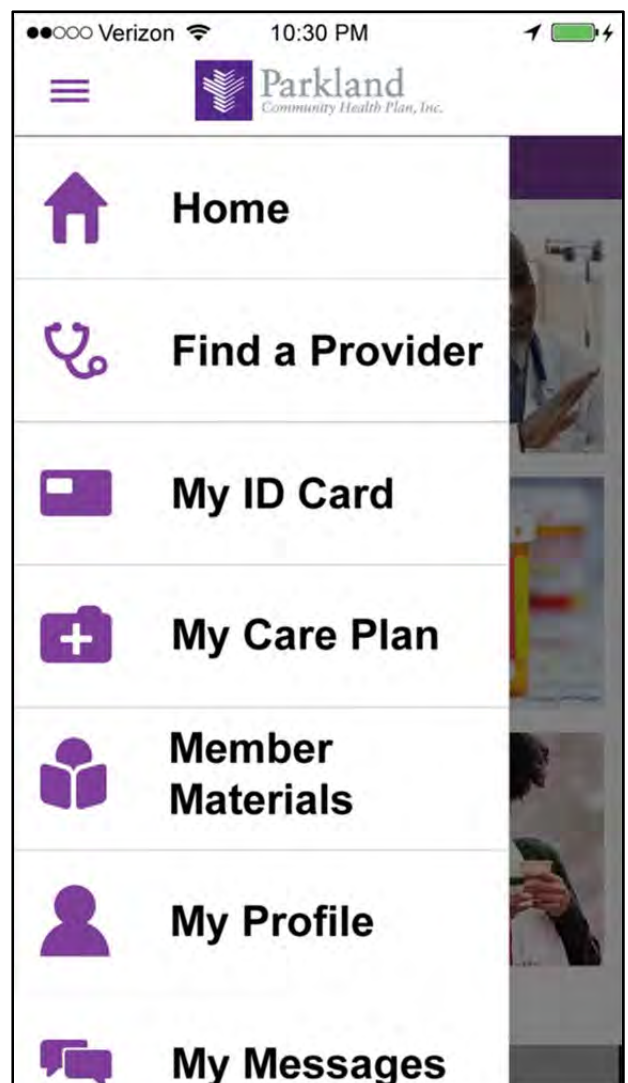 Verizon 10:30 PM
Parkland
Community Health Plan, Inc.
Home
Find a Provider
My ID Card
My Care Plan
Member
Materials
My Profile
My Messages